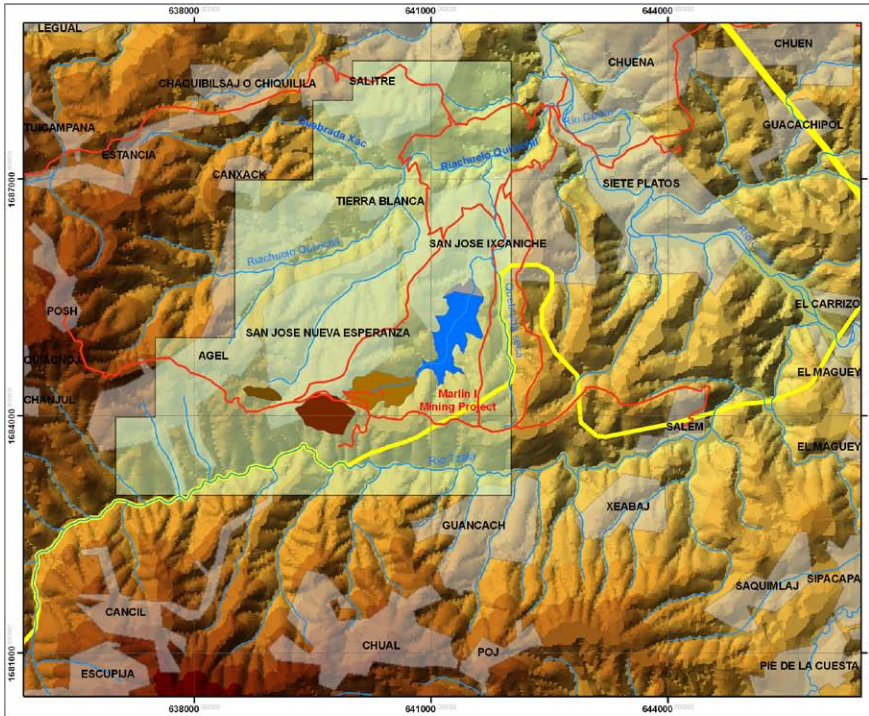 638000
641000
644000
LEGUAL
CHUEN
CHUENA
CHAQUIBILSAJ O CHIQUILILA
SALITRE
TUICAMPANA
GUACACHIPOL
Quebrada Xac
ESTANCIA
Riachuelo Quivichil
CANXACK
1687000
SIETE PLATOS
TIERRA BLANCA
SAN JOSE IXCANICHE
Riachuelo Quivichil
EL CARRIZO
POSH
SAN JOSE NUEVA ESPERANZA
AGEL
EL MAGUEY
CHANJUL
Marlin I
Mining Project
1684000
SALEM
EL MAGUEY
Río Tzalá
XEABAJ
GUANCACH
SIPACAPA
SAQUIMLAJ
CANCIL
CHUAL
POJ
1681000
PIE DE LA CUESTA
ESCUPIJA
638000
641000
644000